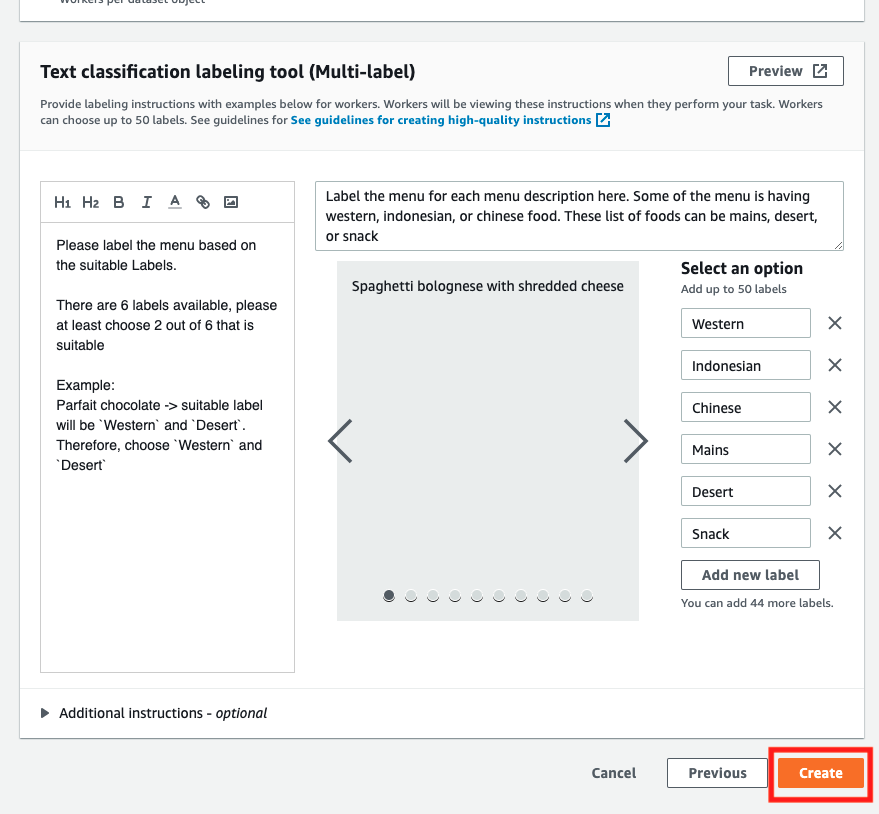 Workers per dataset object
Text classification labeling tool (Multi-label)
Preview
Provide labeling instructions with examples below for workers. Workers will be viewing these instructions when they perform your task. Workers
can choose up to 50 labels. See guidelines for See guidelines for creating high-quality instructions
H1 H2 B I A
Please label the menu based on
the suitable Labels.
There are 6 labels available, please
at least choose 2 out of 6 that is
suitable
Example:
Parfait chocolate -> suitable label
will be `Western` and `Desert`.
Therefore, choose `Western` and
`Desert`
Label the menu for each menu description here. Some of the menu is having
western, indonesian, or chinese food. These list of foods can be mains, desert,
or snack
Spaghetti bolognese with shredded cheese
Select an option
Add up to 50 labels
Western
Indonesian
Chinese
Mains
Desert
Snack
Add new label
You can add 44 more labels.
Additional instructions - optional
Cancel
Previous
Create